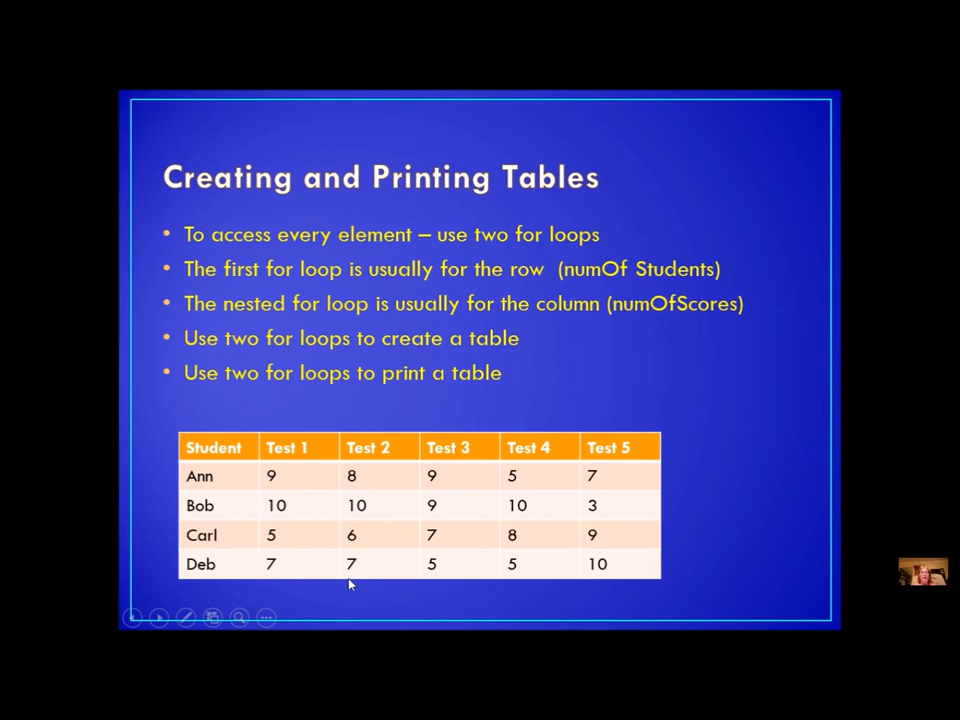 Creating and Printing Tables
• To access every element – use two for loops
• The first for loop is usually for the row (numOf Students)
• The nested for loop is usually for the column (numOfScores)
• Use two for loops to create a table
• Use two for loops to print a table
Student Test 1 Test 2 Test 3 Test 4 Test 5
Ann 9 8 9 5 7
Bob 10 10 9 10 3
Carl 5 6 7 8 9
Deb 7 7 5 5 10